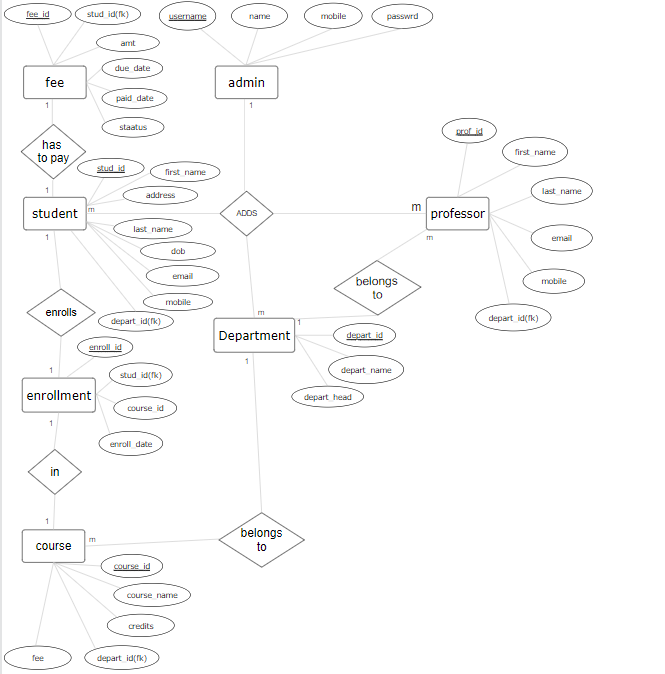 fee_id
stud_id(fk)
username
name
mobile
passwrd
amt
due_date
paid_date
staatus
fee
admin
1
1
has
to pay
prof_id
first_name
last_name
email
mobile
depart_id(fk)
1
stud_id
first_name
address
m
student
ADDS
m
professor
m
last_name
dob
email
mobile
depart_id(fk)
1
belongs
to
enrolls
m
1
Department
depart_id
depart_name
depart_head
1
enroll_id
1
enrollment
stud_id(fk)
course_id
enroll_date
1
in
1
course
m
belongs
to
course_id
course_name
credits
depart_id(fk)
fee